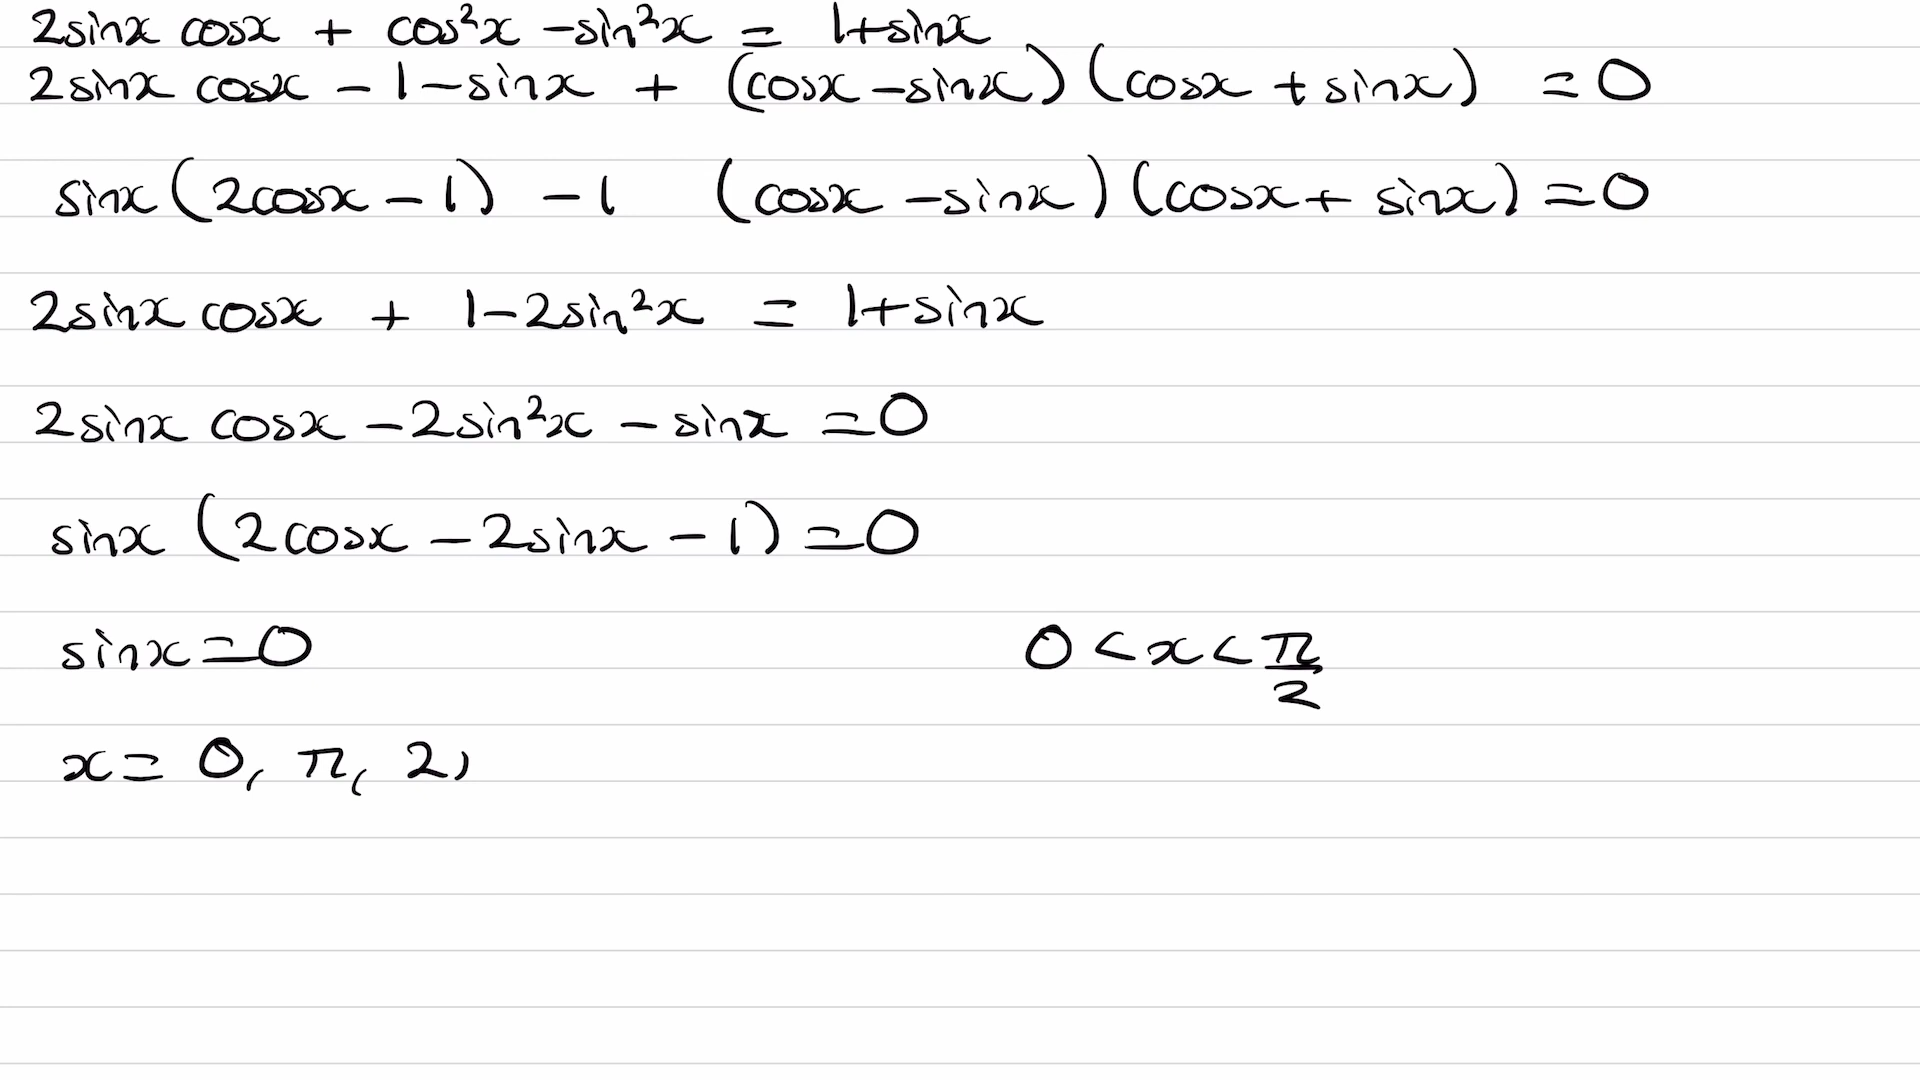 2sinx cosx + cos²x -sin²x = 1+sinx
2sinx cosx - 1 - sinx + (cosx - sinx)(cosx + sinx) = 0
sinx(2cosx - 1) - 1 (cosx - sinx)(cosx + sinx) = 0
2sinx cosx + 1 - 2sin²x = 1+sinx
2sinx cosx - 2sin²x - sinx = 0
sinx (2cosx - 2sinx - 1) = 0
sinx = 0 0 < x < π/2
x = 0, π, 2,